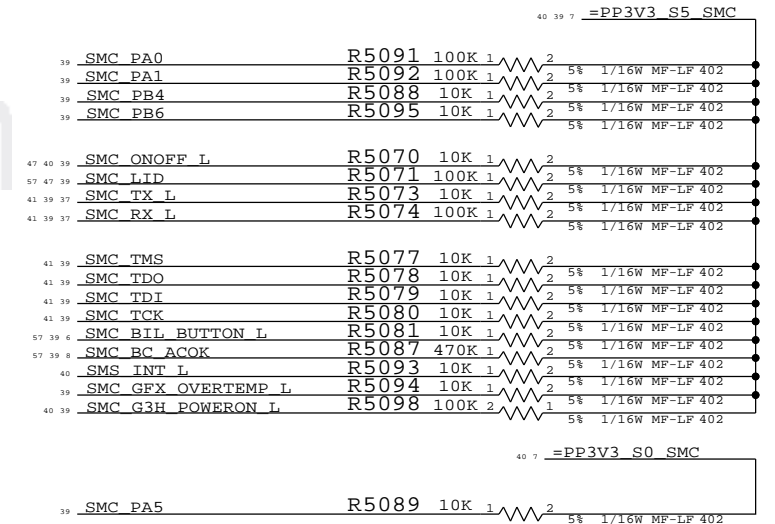 40 39 7 =PP3V3_S5_SMC
39 SMC_PA0 R5091 100K 1 2 5% 1/16W MF-LF 402
39 SMC_PA1 R5092 100K 1 2 5% 1/16W MF-LF 402
39 SMC_PB4 R5088 10K 1 2 5% 1/16W MF-LF 402
39 SMC_PB6 R5095 10K 1 2 5% 1/16W MF-LF 402
47 40 39 SMC_ONOFF_L R5070 10K 1 2 5% 1/16W MF-LF 402
57 47 39 SMC_LID R5071 100K 1 2 5% 1/16W MF-LF 402
41 39 37 SMC_TX_L R5073 10K 1 2 5% 1/16W MF-LF 402
41 39 37 SMC_RX_L R5074 100K 1 2 5% 1/16W MF-LF 402
41 39 SMC_TMS R5077 10K 1 2 5% 1/16W MF-LF 402
41 39 SMC_TDO R5078 10K 1 2 5% 1/16W MF-LF 402
41 39 SMC_TDI R5079 10K 1 2 5% 1/16W MF-LF 402
41 39 SMC_TCK R5080 10K 1 2 5% 1/16W MF-LF 402
57 39 6 SMC_BIL_BUTTON_L R5081 10K 1 2 5% 1/16W MF-LF 402
57 39 8 SMC_BC_ACOK R5087 470K 1 2 5% 1/16W MF-LF 402
40 SMS_INT_L R5093 10K 1 2 5% 1/16W MF-LF 402
39 SMC_GFX_OVERTEMP_L R5094 10K 1 2 5% 1/16W MF-LF 402
40 39 SMC_G3H_POWERON_L R5098 100K 2 1 5% 1/16W MF-LF 402
40 7 =PP3V3_S0_SMC
39 SMC_PA5 R5089 10K 1 2 5% 1/16W MF-LF 402